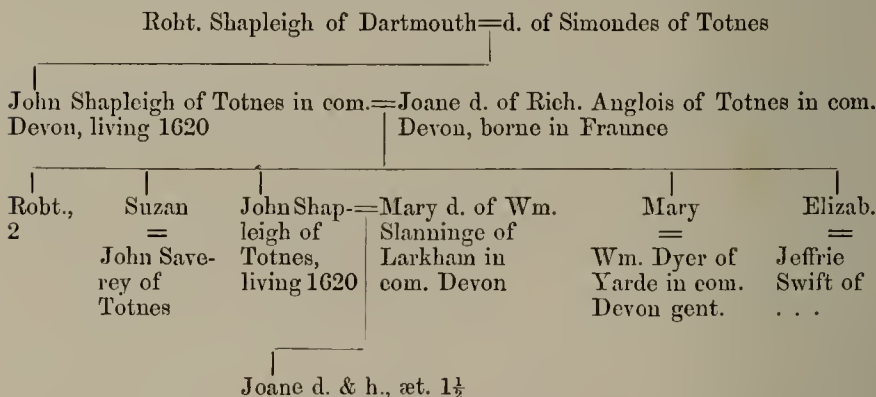 Robt. Shapleigh of Dartmouth=d. of Simondes of Totnes
John Shapleigh of Totnes in com.=Joane d. of Rich. Anglois of Totnes in com.
Devon, living 1620
Devon, borne in Fraunce
Robt.,
2
Suzan
=
John Save-
rey of
Totnes
John Shap-=Mary d. of Wm.
leigh of
Totnes,
living 1620
Slanninge of
Larkham in
com. Devon
Mary
=
Wm. Dyer of
Yarde in com.
Devon gent.
Elizab.
=
Jeffrie
Swift of
. . .
Joane d. & h., æt. 1½